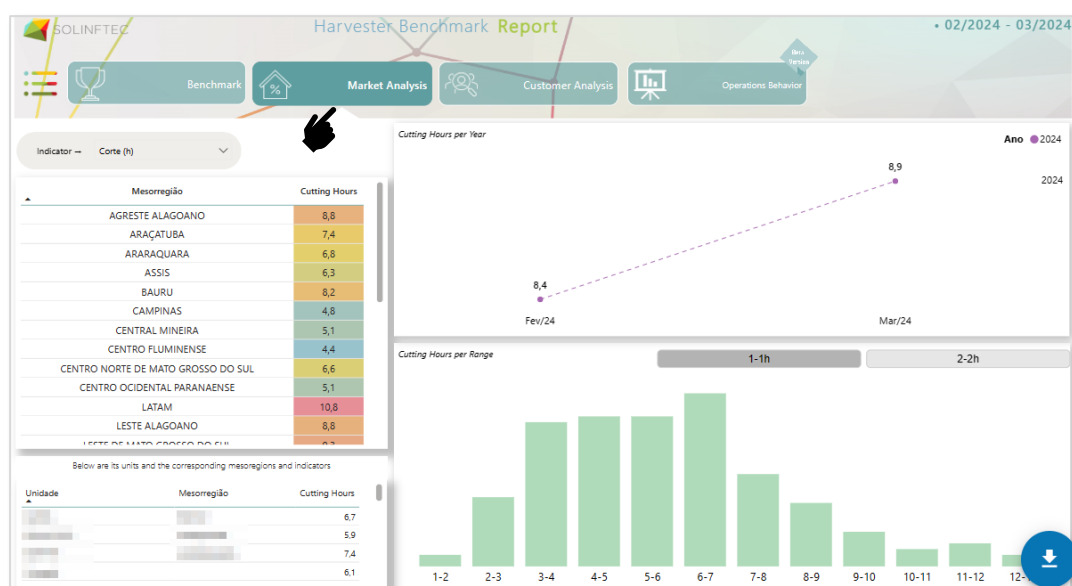 SOLINFTEC
Harvester Benchmark Report
• 02/2024 - 03/2024
Beta
Version
Benchmark
%
Market Analysis
Customer Analysis
Operations Behavior
Indicator --
Corte (h)
Mesorregião Cutting Hours
AGRESTE ALAGOANO 8,8
ARAÇATUBA 7,4
ARARAQUARA 6,8
ASSIS 6,3
BAURU 8,2
CAMPINAS 4,8
CENTRAL MINEIRA 5,1
CENTRO FLUMINENSE 4,4
CENTRO NORTE DE MATO GROSSO DO SUL 6,6
CENTRO OCIDENTAL PARANAENSE 5,1
LATAM 10,8
LESTE ALAGOANO 8,8
LESTE DE MATO GROSSO DO SUL
Below are its units and the corresponding mesoregions and indicators
Unidade Mesorregião Cutting Hours
6,7
5,9
7,4
6,1
Cutting Hours per Year
Ano 2024
8,9
2024
8,4
Fev/24 Mar/24
Cutting Hours per Range
1-1h 2-2h
1-2 2-3 3-4 4-5 5-6 6-7 7-8 8-9 9-10 10-11 11-12